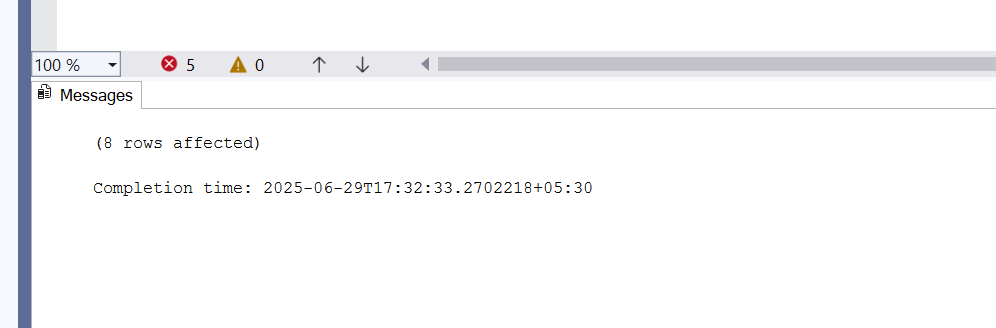 100 % 5 0
Messages
(8 rows affected)
Completion time: 2025-06-29T17:32:33.2702218+05:30